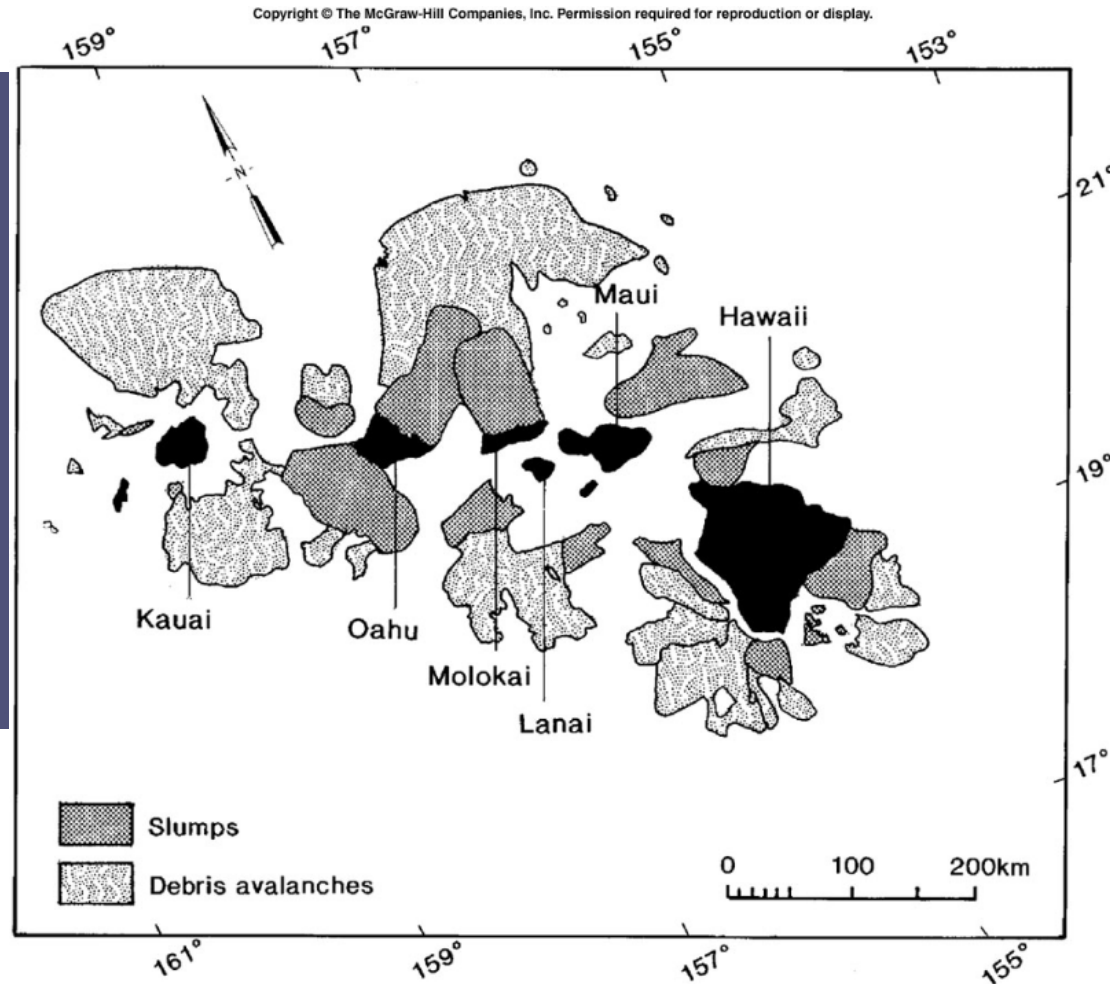 Copyright © The McGraw-Hill Companies, Inc. Permission required for reproduction or display.
159° 157° 155° 153°
N
21°
Maui
Hawaii
19°
Kauai
Oahu
Molokai
Lanai
17°
Slumps
Debris avalanches
0 100 200km
161° 159° 157° 155°